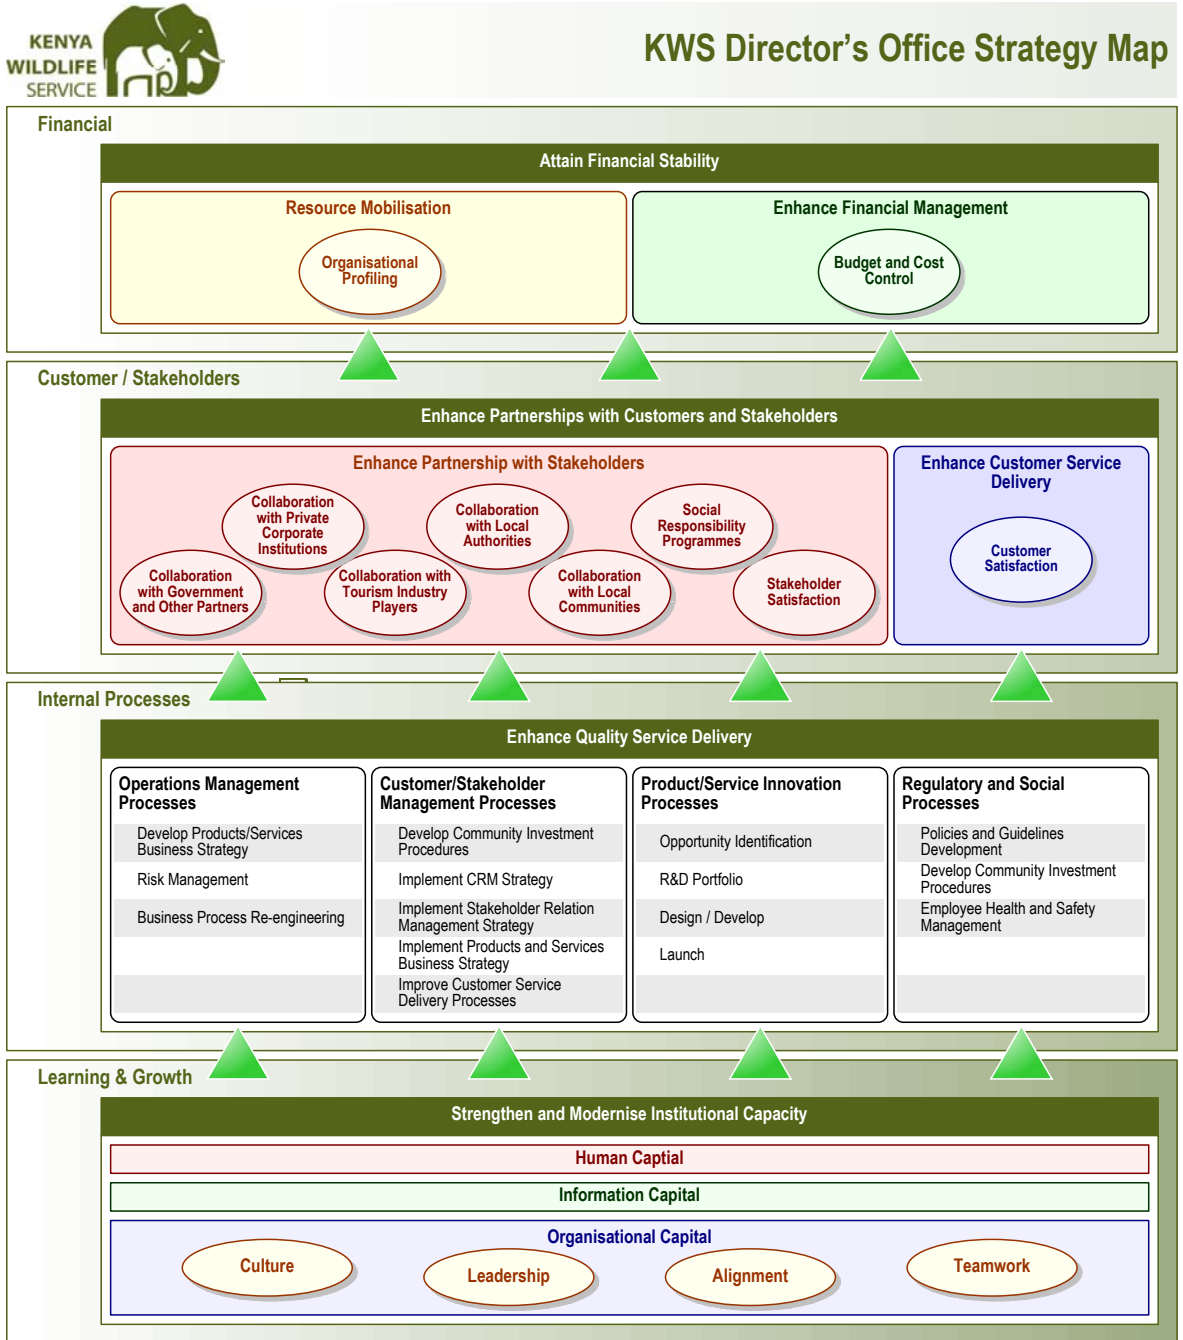 KENYA
WILDLIFE
SERVICE
KWS Director's Office Strategy Map
Financial
Attain Financial Stability
Resource Mobilisation
Organisational
Profiling
Enhance Financial Management
Budget and Cost
Control
Customer / Stakeholders
Enhance Partnerships with Customers and Stakeholders
Enhance Partnership with Stakeholders
Collaboration
with Private
Corporate
Institutions
Collaboration
with Local
Authorities
Social
Responsibility
Programmes
Collaboration
with Government
and Other Partners
Collaboration with
Tourism Industry
Players
Collaboration
with Local
Communities
Stakeholder
Satisfaction
Enhance Customer Service
Delivery
Customer
Satisfaction
Internal Processes
Enhance Quality Service Delivery
Operations Management
Processes
Develop Products/Services
Business Strategy
Risk Management
Business Process Re-engineering
Customer/Stakeholder
Management Processes
Develop Community Investment
Procedures
Implement CRM Strategy
Implement Stakeholder Relation
Management Strategy
Implement Products and Services
Business Strategy
Improve Customer Service
Delivery Processes
Product/Service Innovation
Processes
Opportunity Identification
R&D Portfolio
Design / Develop
Launch
Regulatory and Social
Processes
Policies and Guidelines
Development
Develop Community Investment
Procedures
Employee Health and Safety
Management
Learning & Growth
Strengthen and Modernise Institutional Capacity
Human Captial
Information Capital
Organisational Capital
Culture
Leadership
Alignment
Teamwork